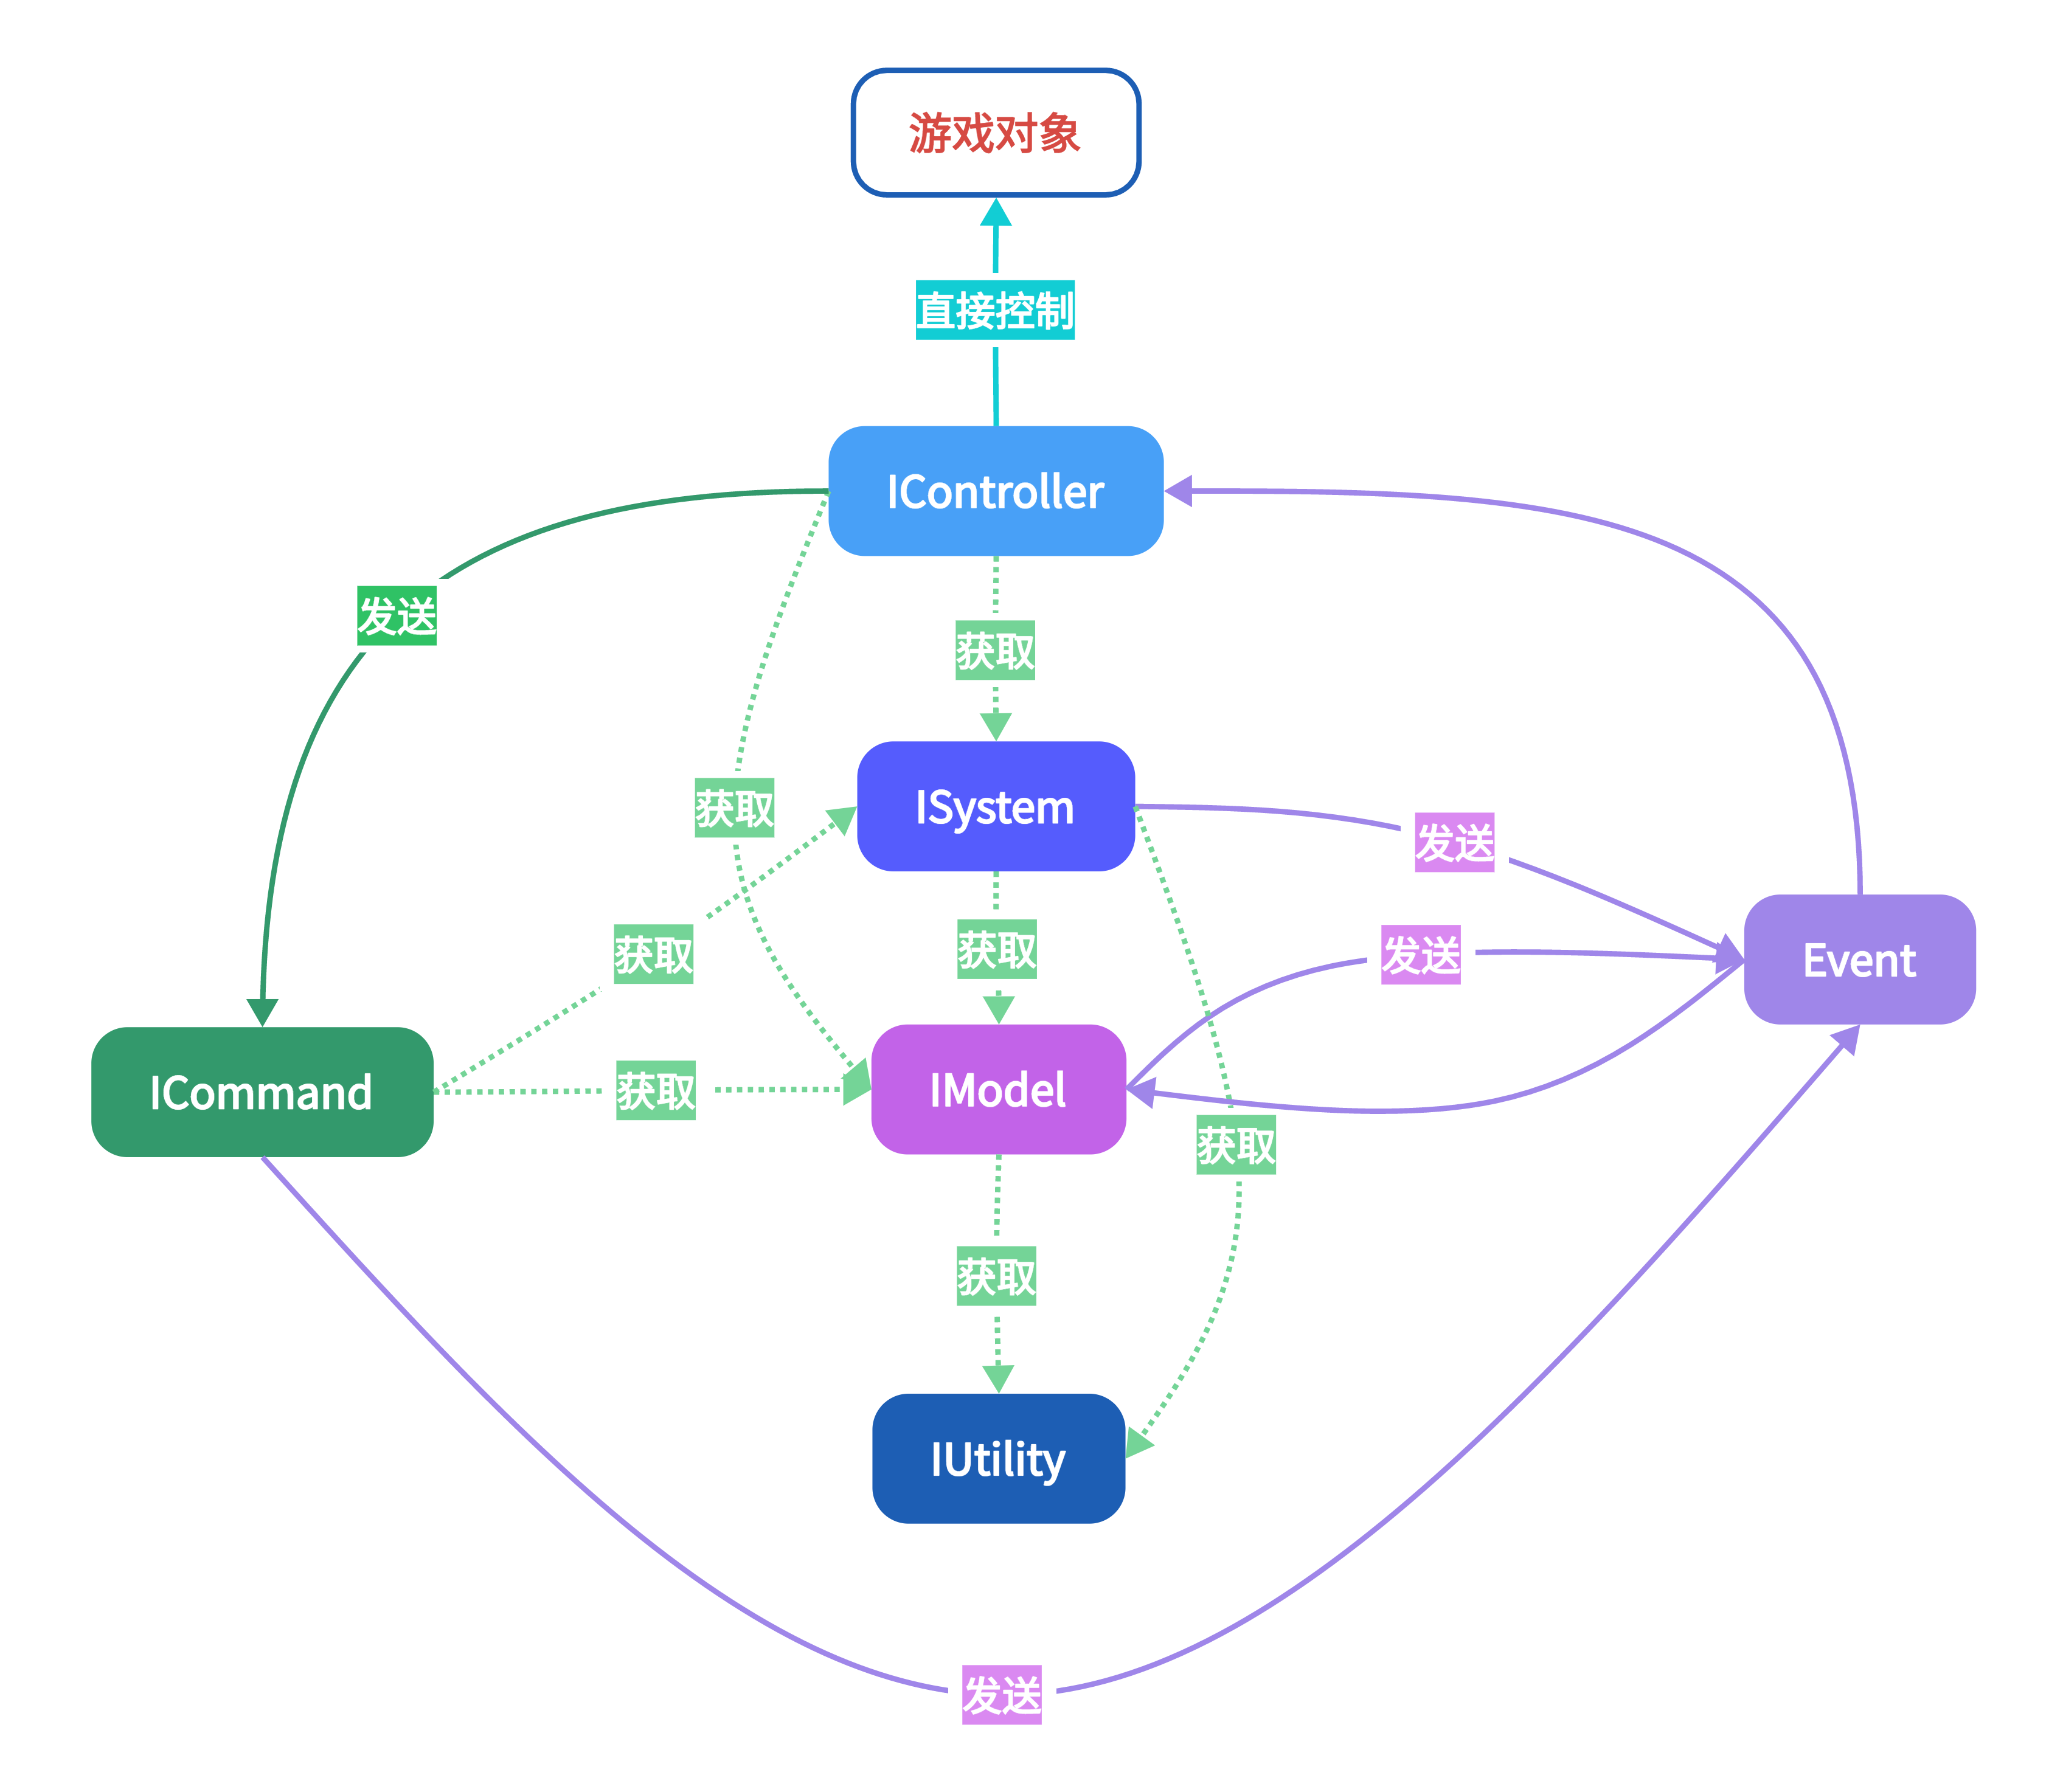 游戏对象
直接控制
IController
发送
获取
获取
ISystem
发送
获取
获取
发送
Event
ICommand
获取
IModel
获取
获取
IUtility
发送